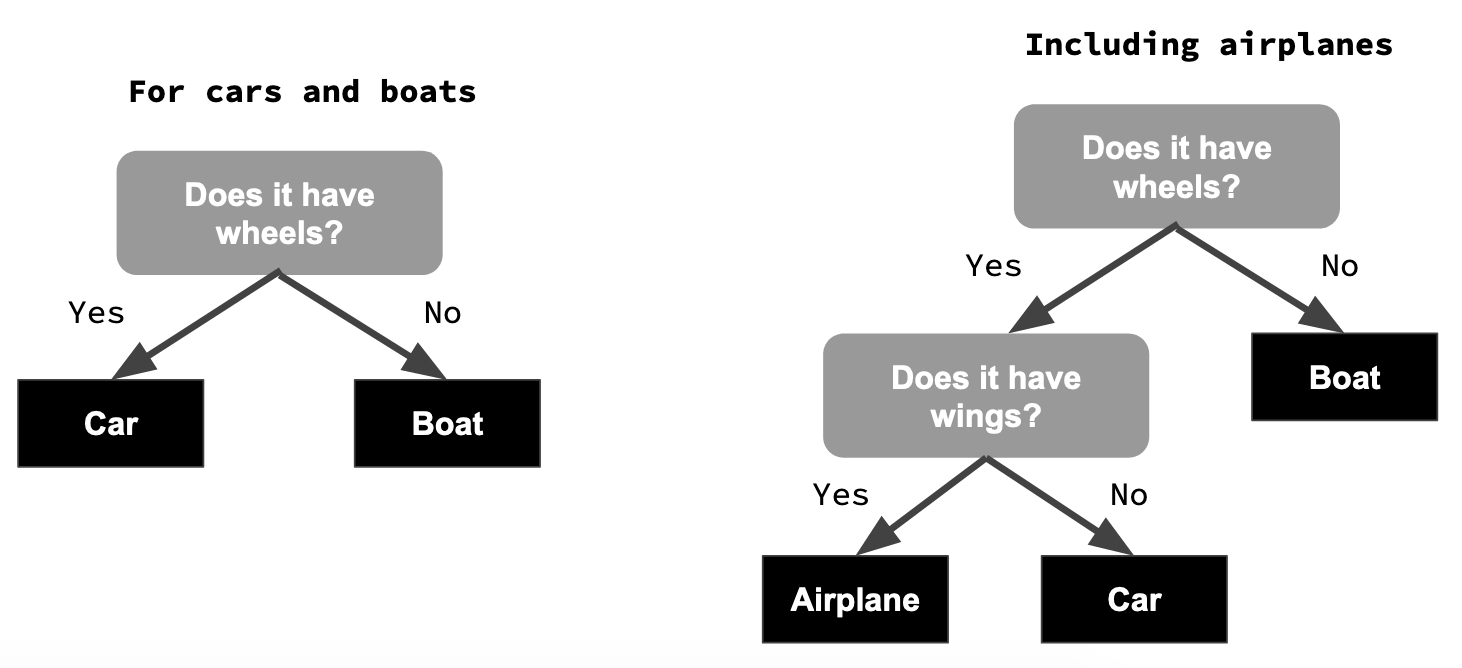 For cars and boats
Does it have
wheels?
Yes
No
Car
Boat
Including airplanes
Does it have
wheels?
Yes
No
Does it have
wings?
Boat
Yes
No
Airplane
Car